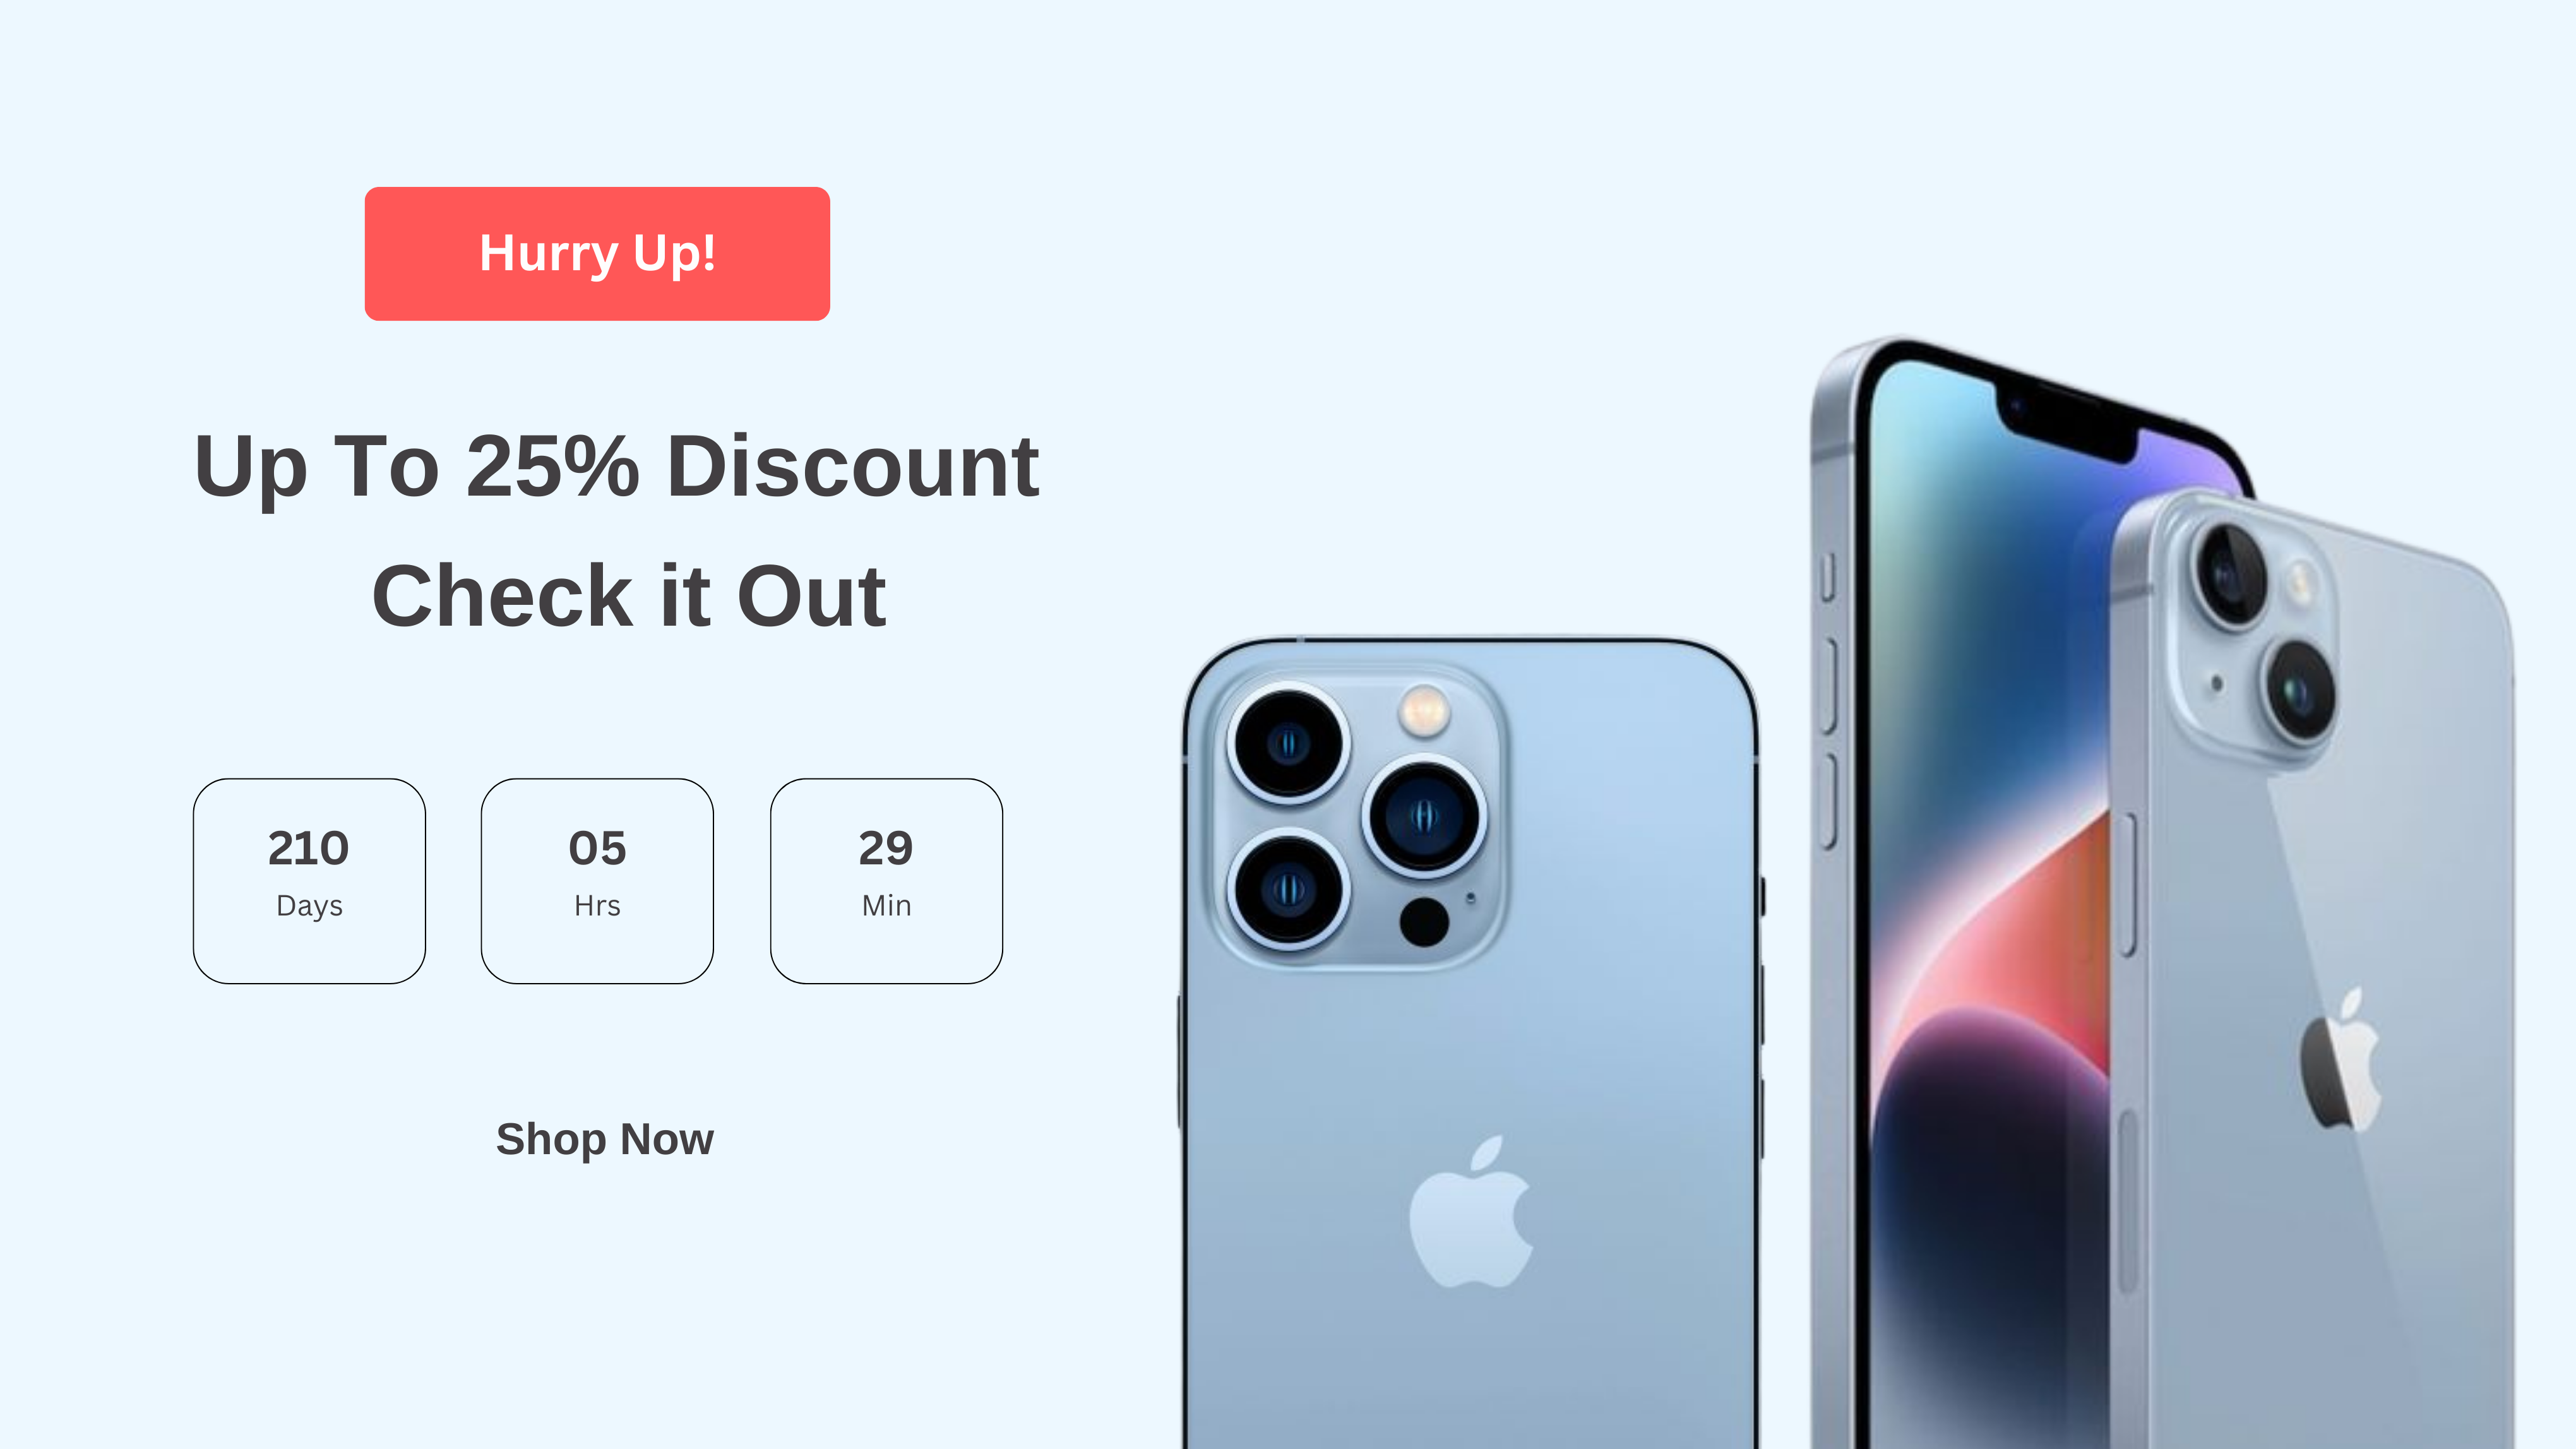 Hurry Up!
Up To 25% Discount
Check it Out
210
Days
05
Hrs
29
Min
Shop Now